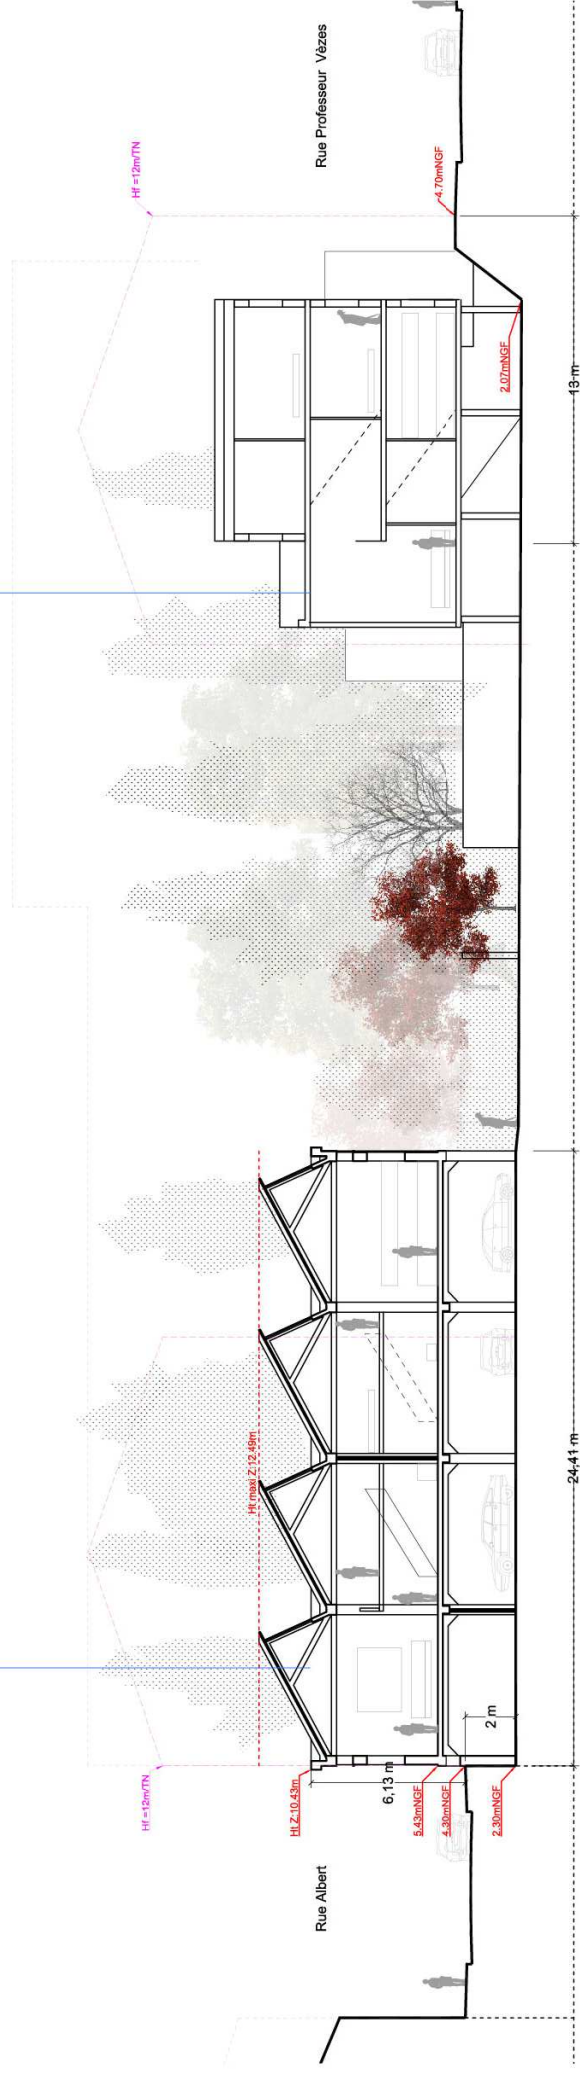 Rue Albert
Hf =12m/TN
Ht Z:10.43m
6,13 m
5.43mNGF
4.30mNGF
2.30mNGF
2 m
Ht maxi Z:12.49m
24,41 m
Hf =12m/TN
Rue Professeur Vèzes
4.70mNGF
2.07mNGF
13 m